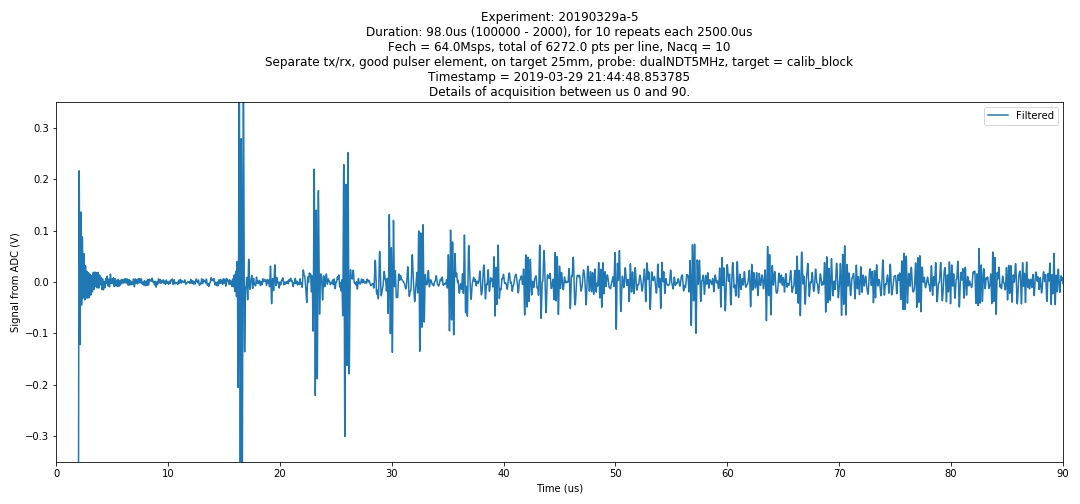 Experiment: 20190329a-5
Duration: 98.0us (100000 - 2000), for 10 repeats each 2500.0us
Fech = 64.0Msps, total of 6272.0 pts per line, Nacq = 10
Separate tx/rx, good pulser element, on target 25mm, probe: dualNDT5MHz, target = calib_block
Timestamp = 2019-03-29 21:44:48.853785
Details of acquisition between us 0 and 90.
Filtered
Signal from ADC (V)
0.3
0.2
0.1
0.0
−0.1
−0.2
−0.3
0 10 20 30 40 50 60 70 80 90
Time (us)